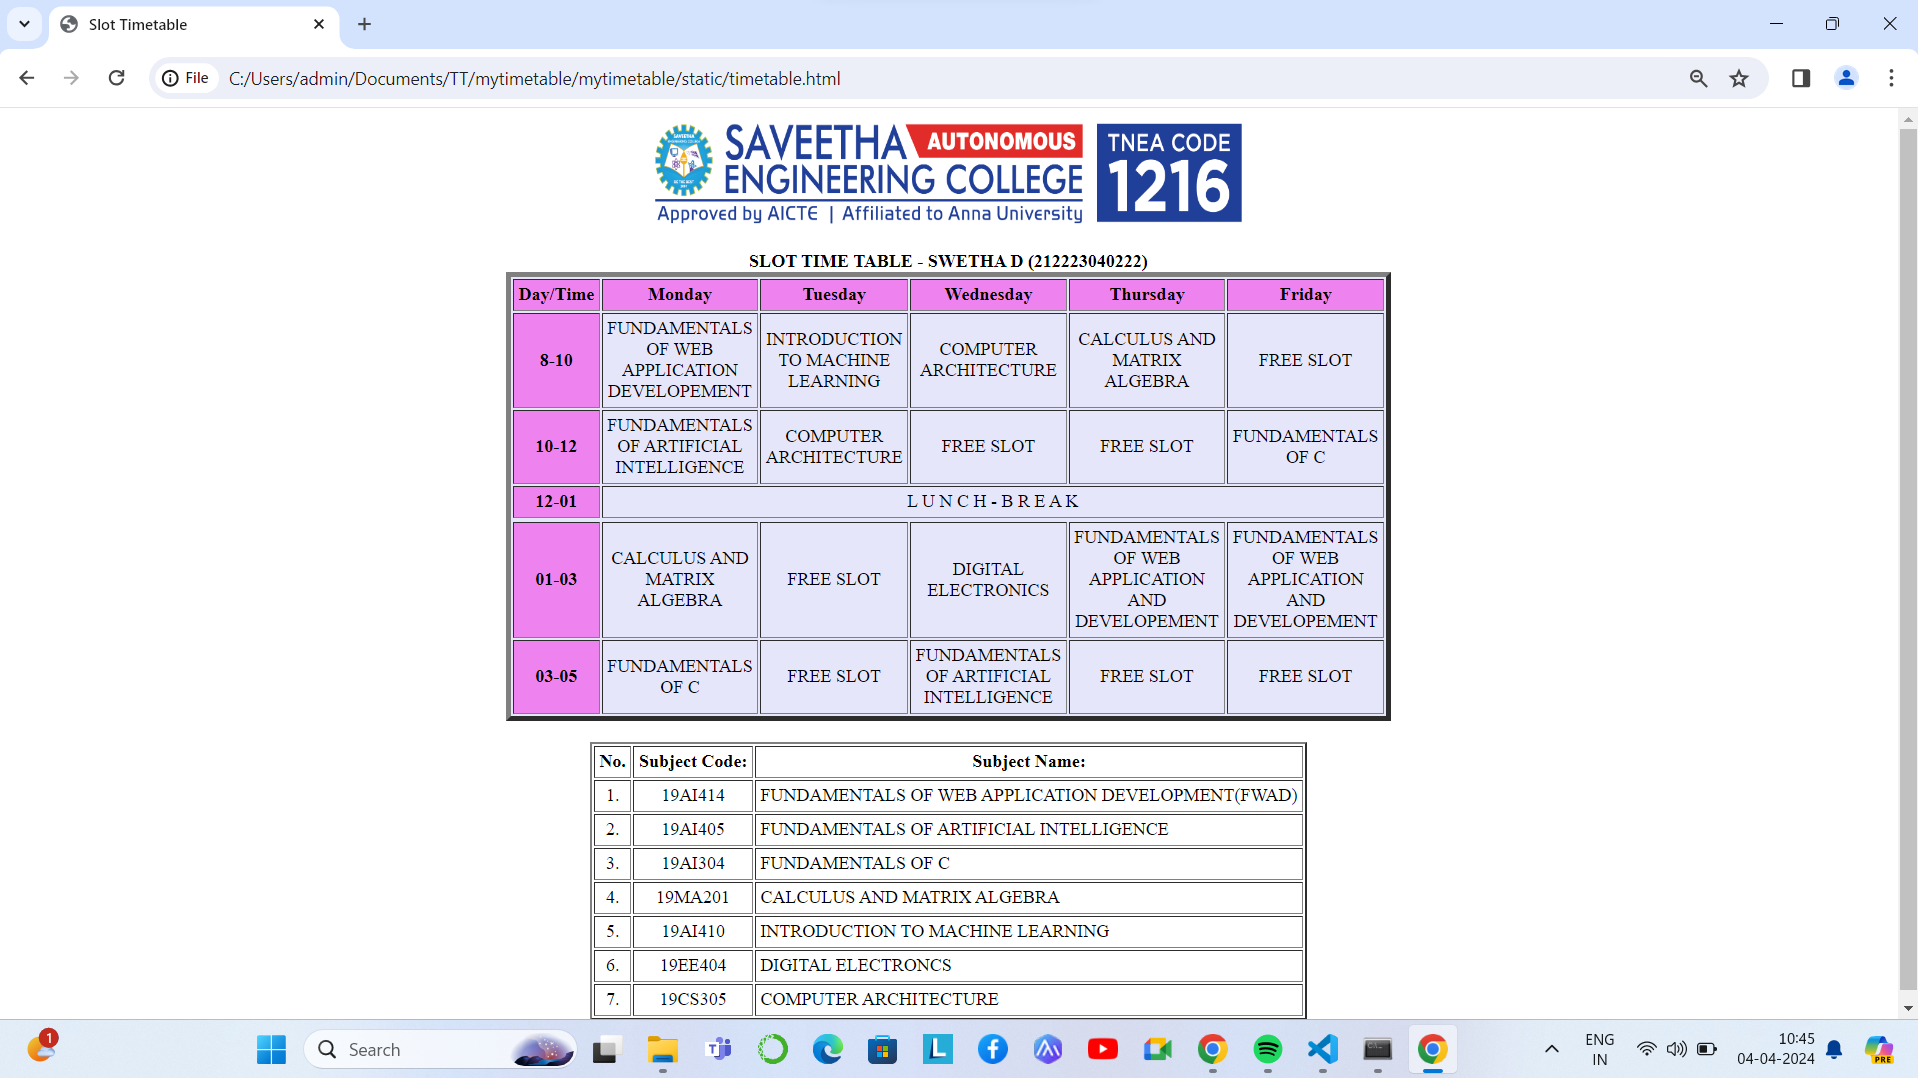 Slot Timetable
File
C:/Users/admin/Documents/TT/mytimetable/mytimetable/static/timetable.html
SAVEETHA AUTONOMOUS
ENGINEERING COLLEGE
Approved by AICTE | Affiliated to Anna University
TNEA CODE
1216
SLOT TIME TABLE - SWETHA D (212223040222)
Day/Time Monday Tuesday Wednesday Thursday Friday
8-10
FUNDAMENTALS
OF WEB
APPLICATION
DEVELOPEMENT
INTRODUCTION
TO MACHINE
LEARNING
COMPUTER
ARCHITECTURE
CALCULUS AND
MATRIX
ALGEBRA
FREE SLOT
10-12
FUNDAMENTALS
OF ARTIFICIAL
INTELLIGENCE
COMPUTER
ARCHITECTURE
FREE SLOT
FREE SLOT
FUNDAMENTALS
OF C
12-01
L U N C H - B R E A K
01-03
CALCULUS AND
MATRIX
ALGEBRA
FREE SLOT
DIGITAL
ELECTRONICS
FUNDAMENTALS
OF WEB
APPLICATION
AND
DEVELOPEMENT
FUNDAMENTALS
OF WEB
APPLICATION
AND
DEVELOPEMENT
03-05
FUNDAMENTALS
OF C
FREE SLOT
FUNDAMENTALS
OF ARTIFICIAL
INTELLIGENCE
FREE SLOT
FREE SLOT
No. Subject Code: Subject Name:
1. 19AI414 FUNDAMENTALS OF WEB APPLICATION DEVELOPMENT(FWAD)
2. 19AI405 FUNDAMENTALS OF ARTIFICIAL INTELLIGENCE
3. 19AI304 FUNDAMENTALS OF C
4. 19MA201 CALCULUS AND MATRIX ALGEBRA
5. 19AI410 INTRODUCTION TO MACHINE LEARNING
6. 19EE404 DIGITAL ELECTRONCS
7. 19CS305 COMPUTER ARCHITECTURE
1
Search
L
ENG
IN
10:45
04-04-2024
PRE